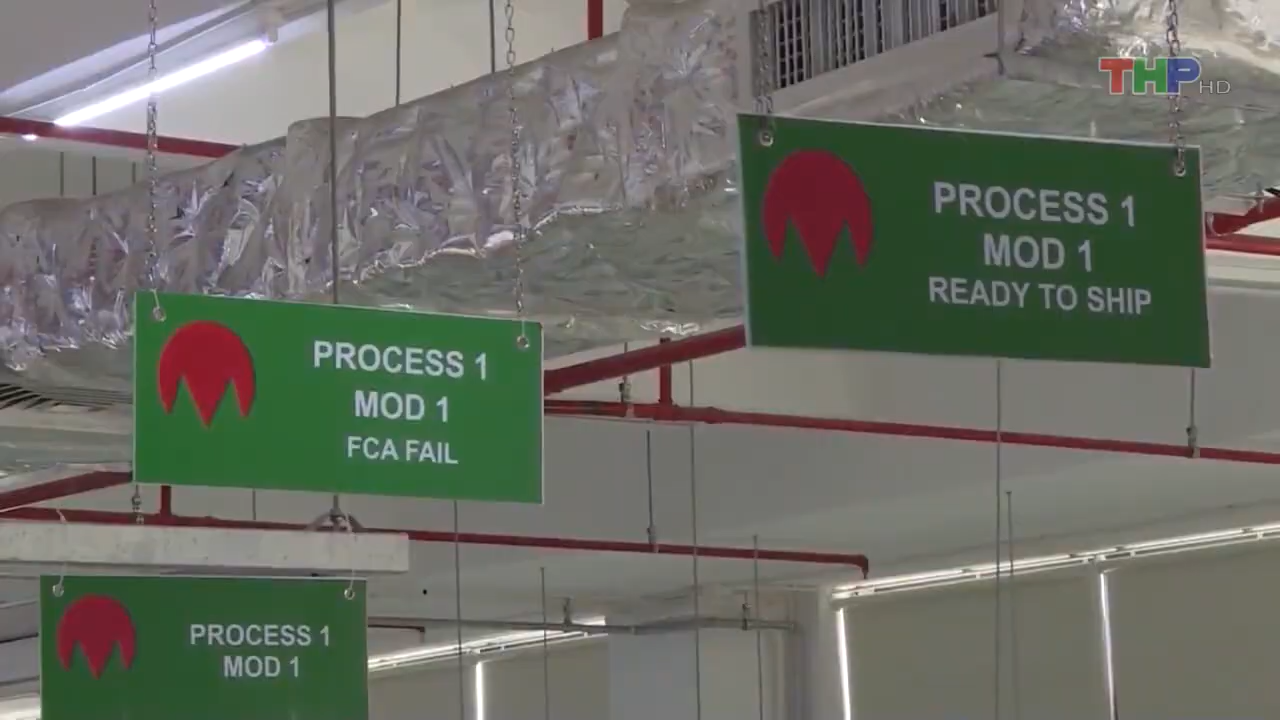 THP HD
PROCESS 1
MOD 1
READY TO SHIP
PROCESS 1
MOD 1
FCA FAIL
PROCESS 1
MOD 1